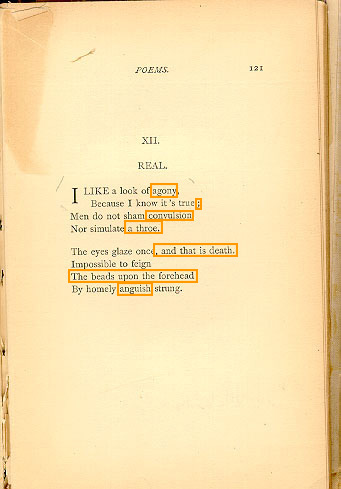 POEMS. 121
XII.
REAL.
I LIKE a look of agony,
Because I know it's true;
Men do not sham convulsion,
Nor simulate a throe.
The eyes glaze once, and that is death.
Impossible to feign
The beads upon the forehead
By homely anguish strung.